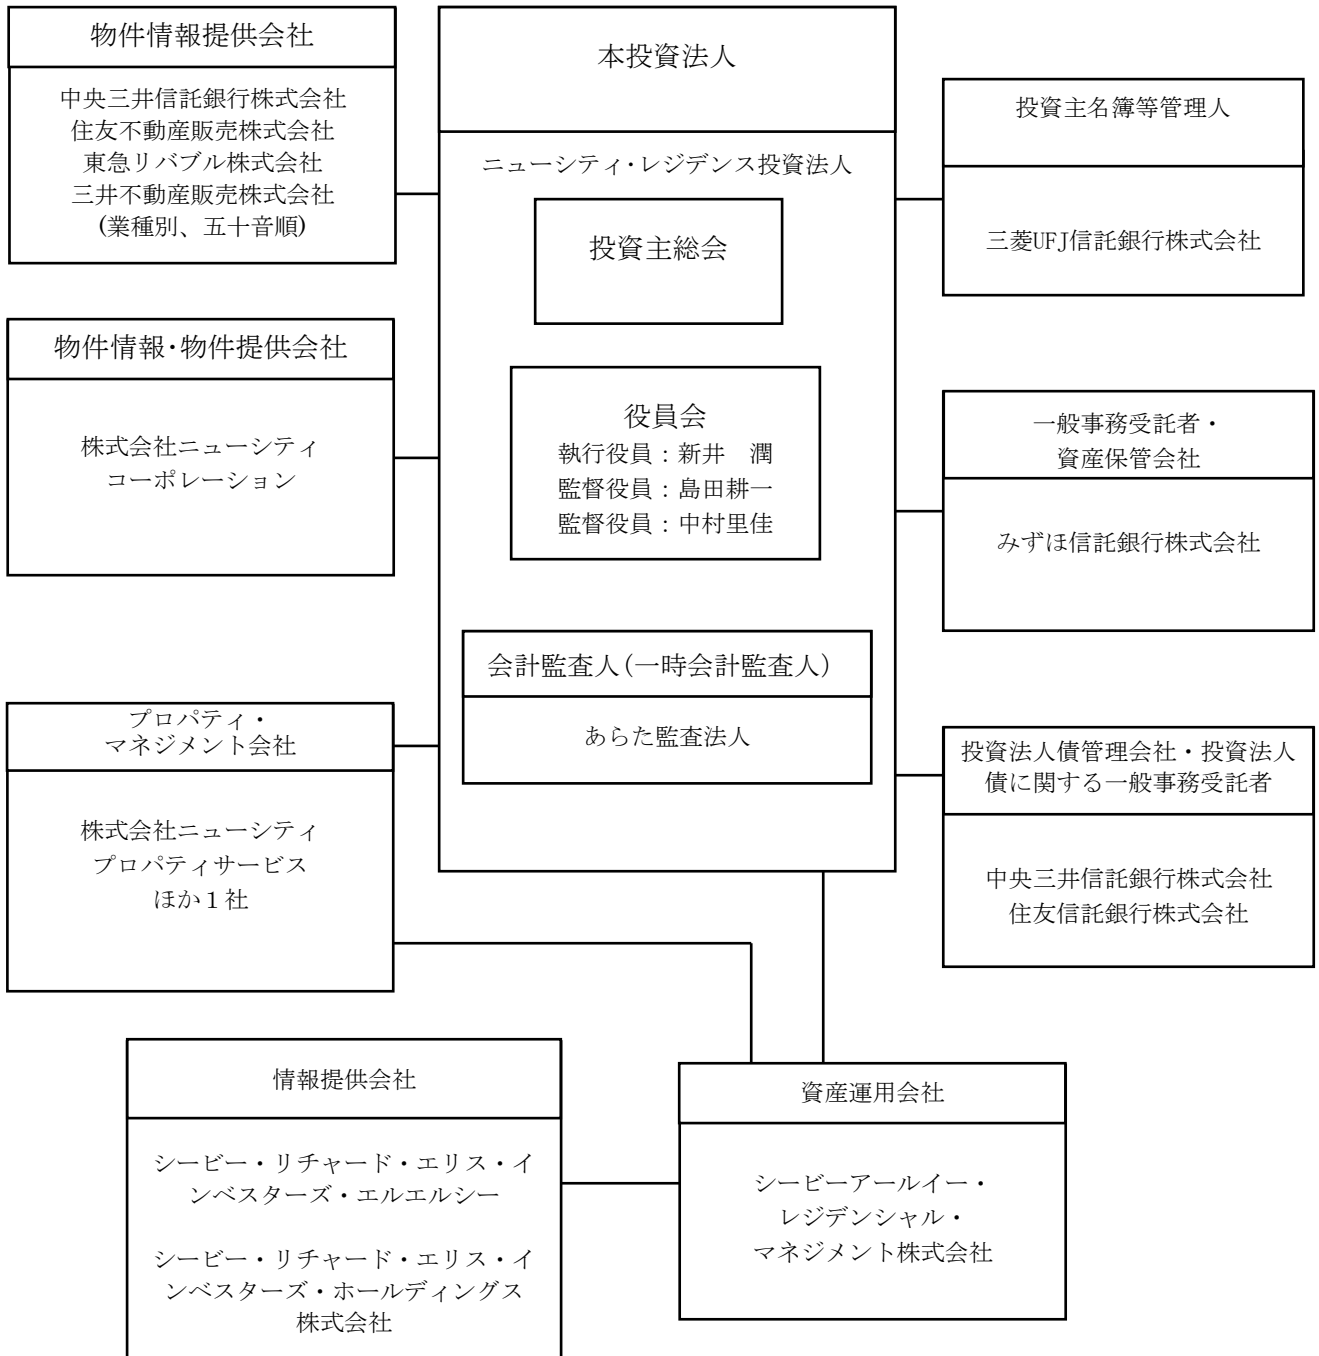 物件情報提供会社
中央三井信託銀行株式会社
住友不動産販売株式会社
東急リバブル株式会社
三井不動産販売株式会社
(業種別、五十音順)
物件情報・物件提供会社
株式会社ニューシティ
コーポレーション
プロパティ・
マネジメント会社
株式会社ニューシティ
プロパティサービス
ほか１社
本投資法人
ニューシティ・レジデンス投資法人
投資主総会
役員会
執行役員：新井　潤
監督役員：島田耕一
監督役員：中村里佳
会計監査人(一時会計監査人)
あらた監査法人
投資主名簿等管理人
三菱UFJ信託銀行株式会社
一般事務受託者・
資産保管会社
みずほ信託銀行株式会社
投資法人債管理会社・投資法人
債に関する一般事務受託者
中央三井信託銀行株式会社
住友信託銀行株式会社
情報提供会社
シービー・リチャード・エリス・イ
ンベスターズ・エルエルシー
シービー・リチャード・エリス・イ
ンベスターズ・ホールディングス
株式会社
資産運用会社
シービーアールイー・
レジデンシャル・
マネジメント株式会社